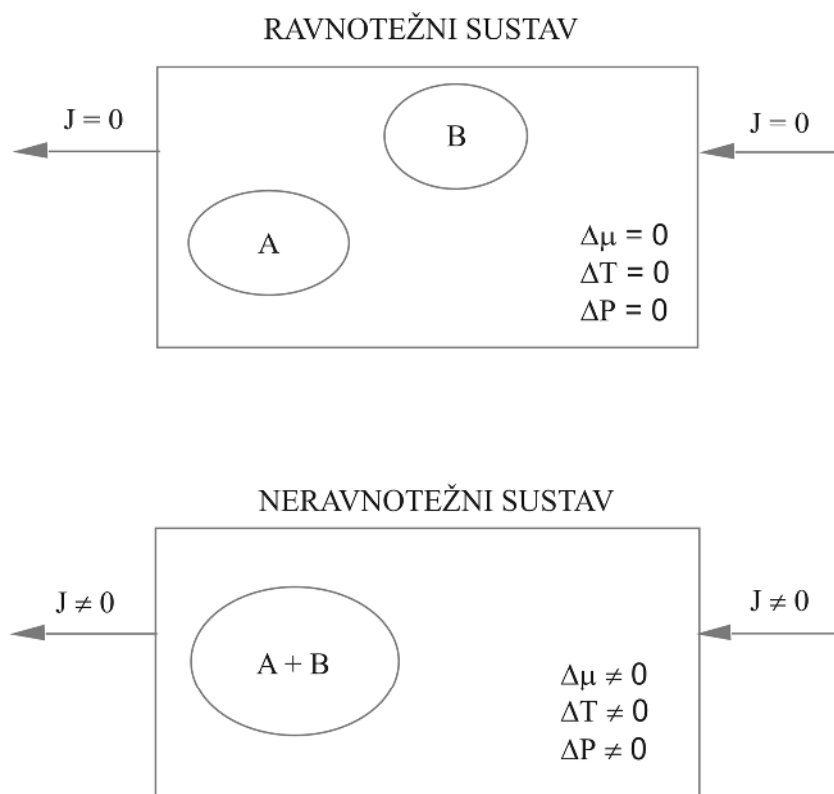 RAVNOTEŽNI SUSTAV
J = 0
B
J = 0
A
Δμ = 0
ΔT = 0
ΔP = 0
NERAVNOTEŽNI SUSTAV
J ≠ 0
J ≠ 0
A + B
Δμ ≠ 0
ΔT ≠ 0
ΔP ≠ 0